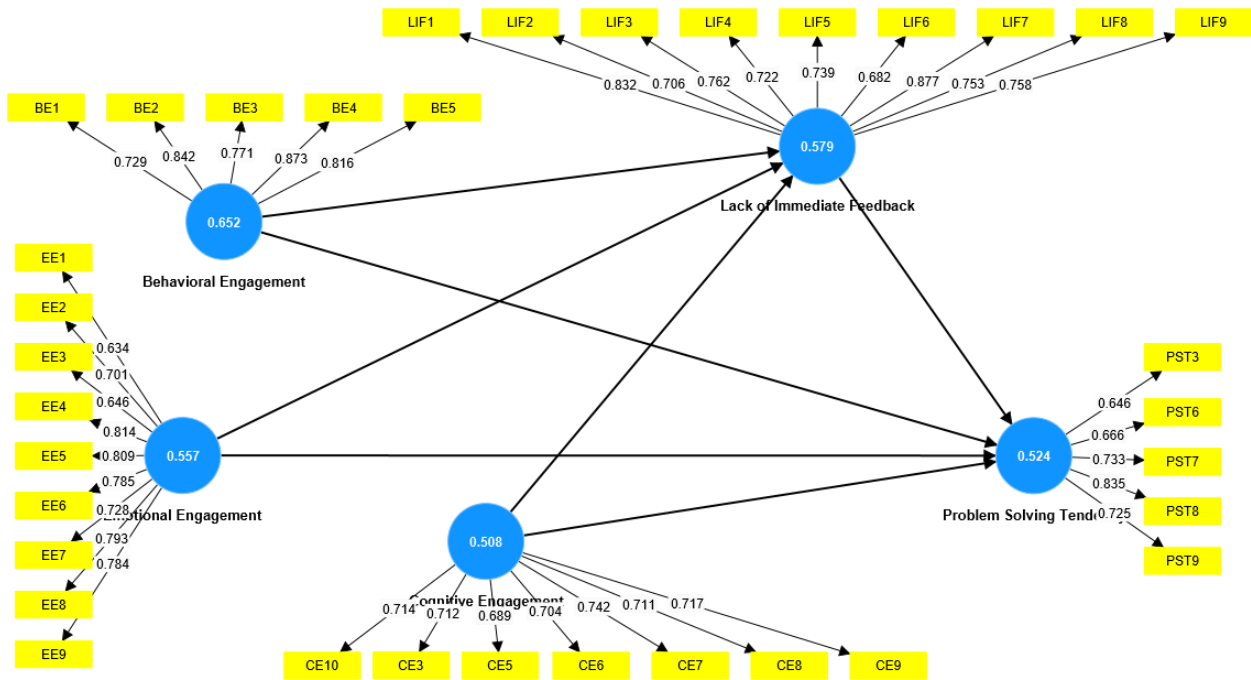 LIF1 LIF2 LIF3 LIF4 LIF5 LIF6 LIF7 LIF8 LIF9
0.832 0.706 0.762 0.722 0.739 0.682 0.877 0.753 0.758
BE1 BE2 BE3 BE4 BE5
0.729 0.842 0.771 0.873 0.816
0.579
Lack of Immediate Feedback
0.652
Behavioral Engagement
EE1
EE2
EE3
EE4
EE5
EE6
EE7
EE8
EE9
0.634
0.701
0.646
0.814
0.809
0.785
0.728
0.793
0.784
0.557
Emotional Engagement
0.508
Cognitive Engagement
0.714 0.712 0.689 0.704 0.742 0.711 0.717
CE10 CE3 CE5 CE6 CE7 CE8 CE9
0.524
Problem Solving Tendency
0.646
0.666
0.733
0.835
0.725
PST3
PST6
PST7
PST8
PST9